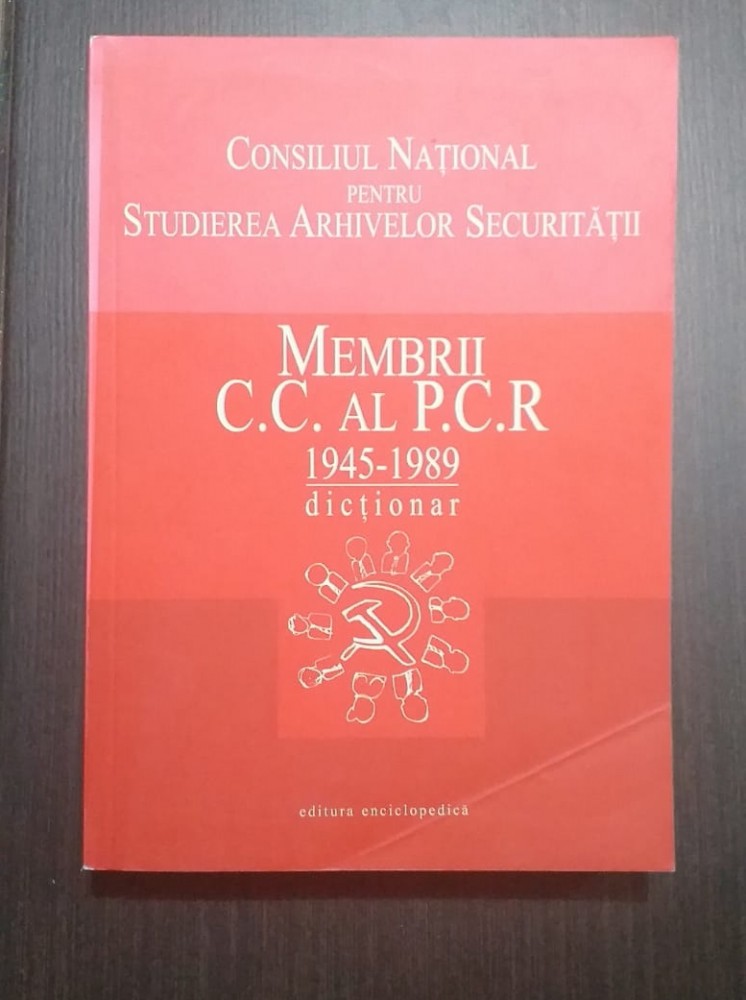 CONSILIUL NAȚIONAL
PENTRU
STUDIEREA ARHIVELOR SECURITĂȚII
MEMBRII
C.C. AL P.C.R
1945-1989
dicționar
editura enciclopedică